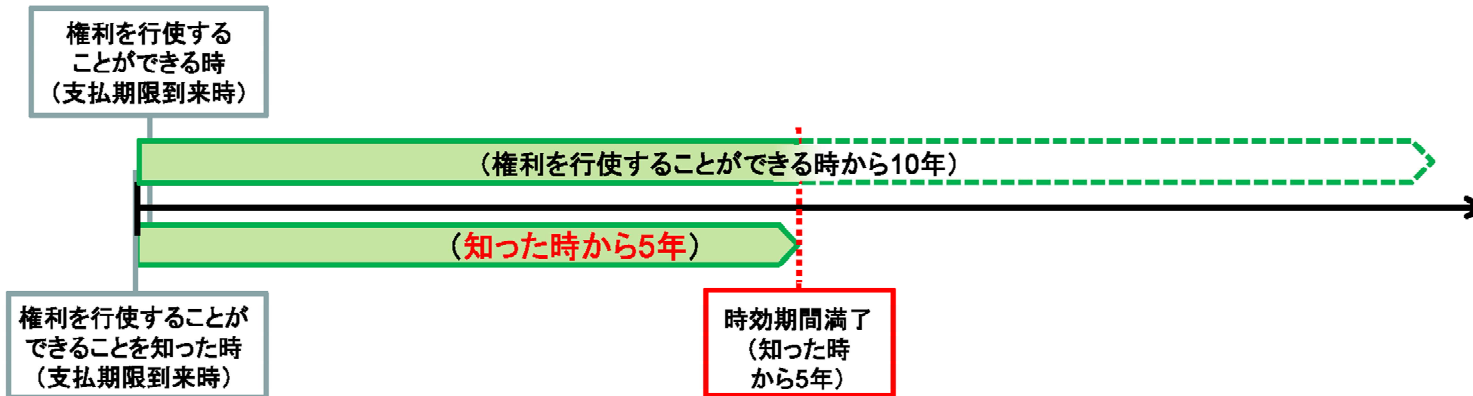 権利を行使する
ことができる時
（支払期限到来時）
（権利を行使することができる時から10年）
（知った時から5年）
権利を行使することが
できることを知った時
（支払期限到来時）
時効期間満了
（知った時
から5年）